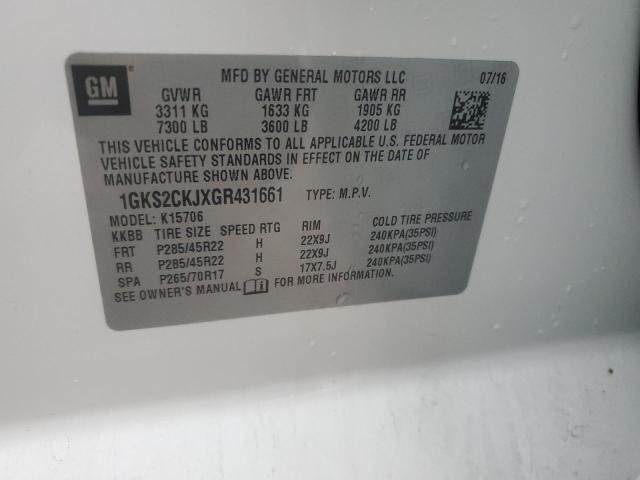 GM
MFD BY GENERAL MOTORS LLC 07/16
GVWR GAWR FRT GAWR RR
3311 KG 1633 KG 1905 KG
7300 LB 3600 LB 4200 LB
THIS VEHICLE CONFORMS TO ALL APPLICABLE U.S. FEDERAL MOTOR
VEHICLE SAFETY STANDARDS IN EFFECT ON THE DATE OF
MANUFACTURE SHOWN ABOVE.
1GKS2CKJXGR431661 TYPE: M.P.V.
MODEL: K15706
KKBB TIRE SIZE SPEED RTG RIM COLD TIRE PRESSURE
FRT P285/45R22 H 22X9J 240KPA(35PSI)
RR P285/45R22 H 22X9J 240KPA(35PSI)
SPA P265/70R17 S 17X7.5J 240KPA(35PSI)
SEE OWNER'S MANUAL FOR MORE INFORMATION.